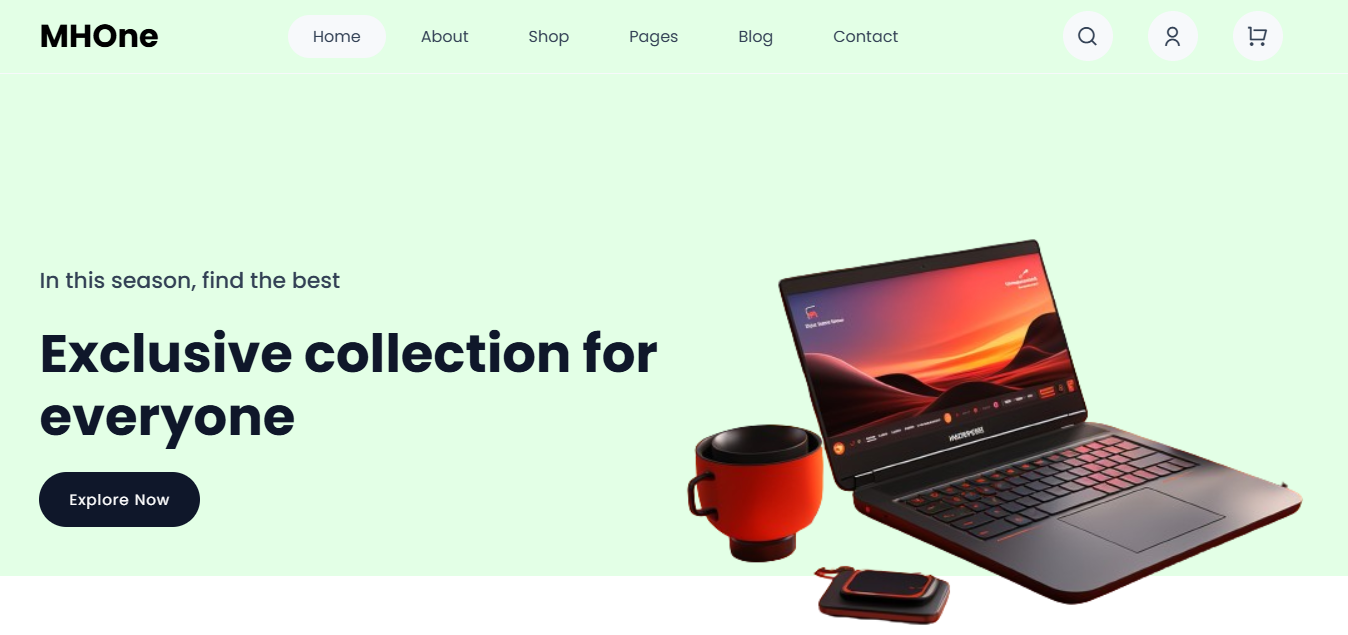 MHOne
Home
About
Shop
Pages
Blog
Contact
In this season, find the best
Exclusive collection for
everyone
Explore Now